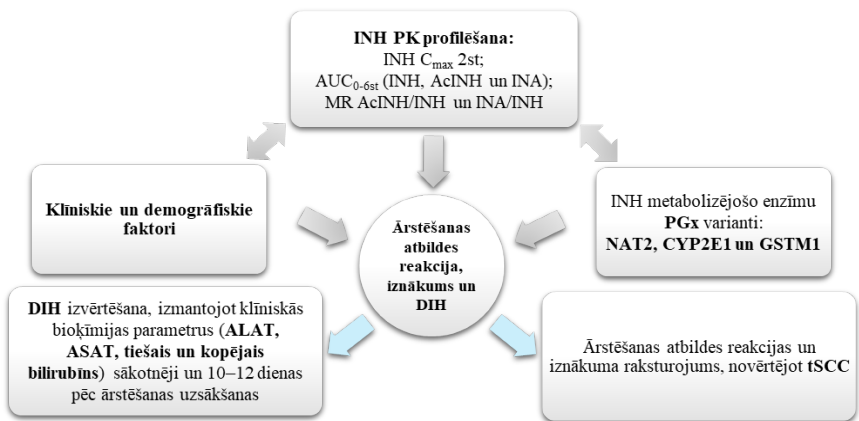 INH PK profilēšana:
INH Cmax 2st;
AUC0-6st (INH, AcINH un INA);
MR AcINH/INH un INA/INH
Klīniskie un demogrāfiskie
faktori
Ārstēšanas
atbildes
reakcija,
iznākums un
DIH
INH metabolizējošo enzīmu
PGx varianti:
NAT2, CYP2E1 un GSTM1
DIH izvērtēšana, izmantojot klīniskās
bioķīmijas parametrus (ALAT,
ASAT, tiešais un kopējais
bilirubīns) sākotnēji un 10–12 dienas
pēc ārstēšanas uzsākšanas
Ārstēšanas atbildes reakcijas un
iznākuma raksturojums, novērtējot tSCC